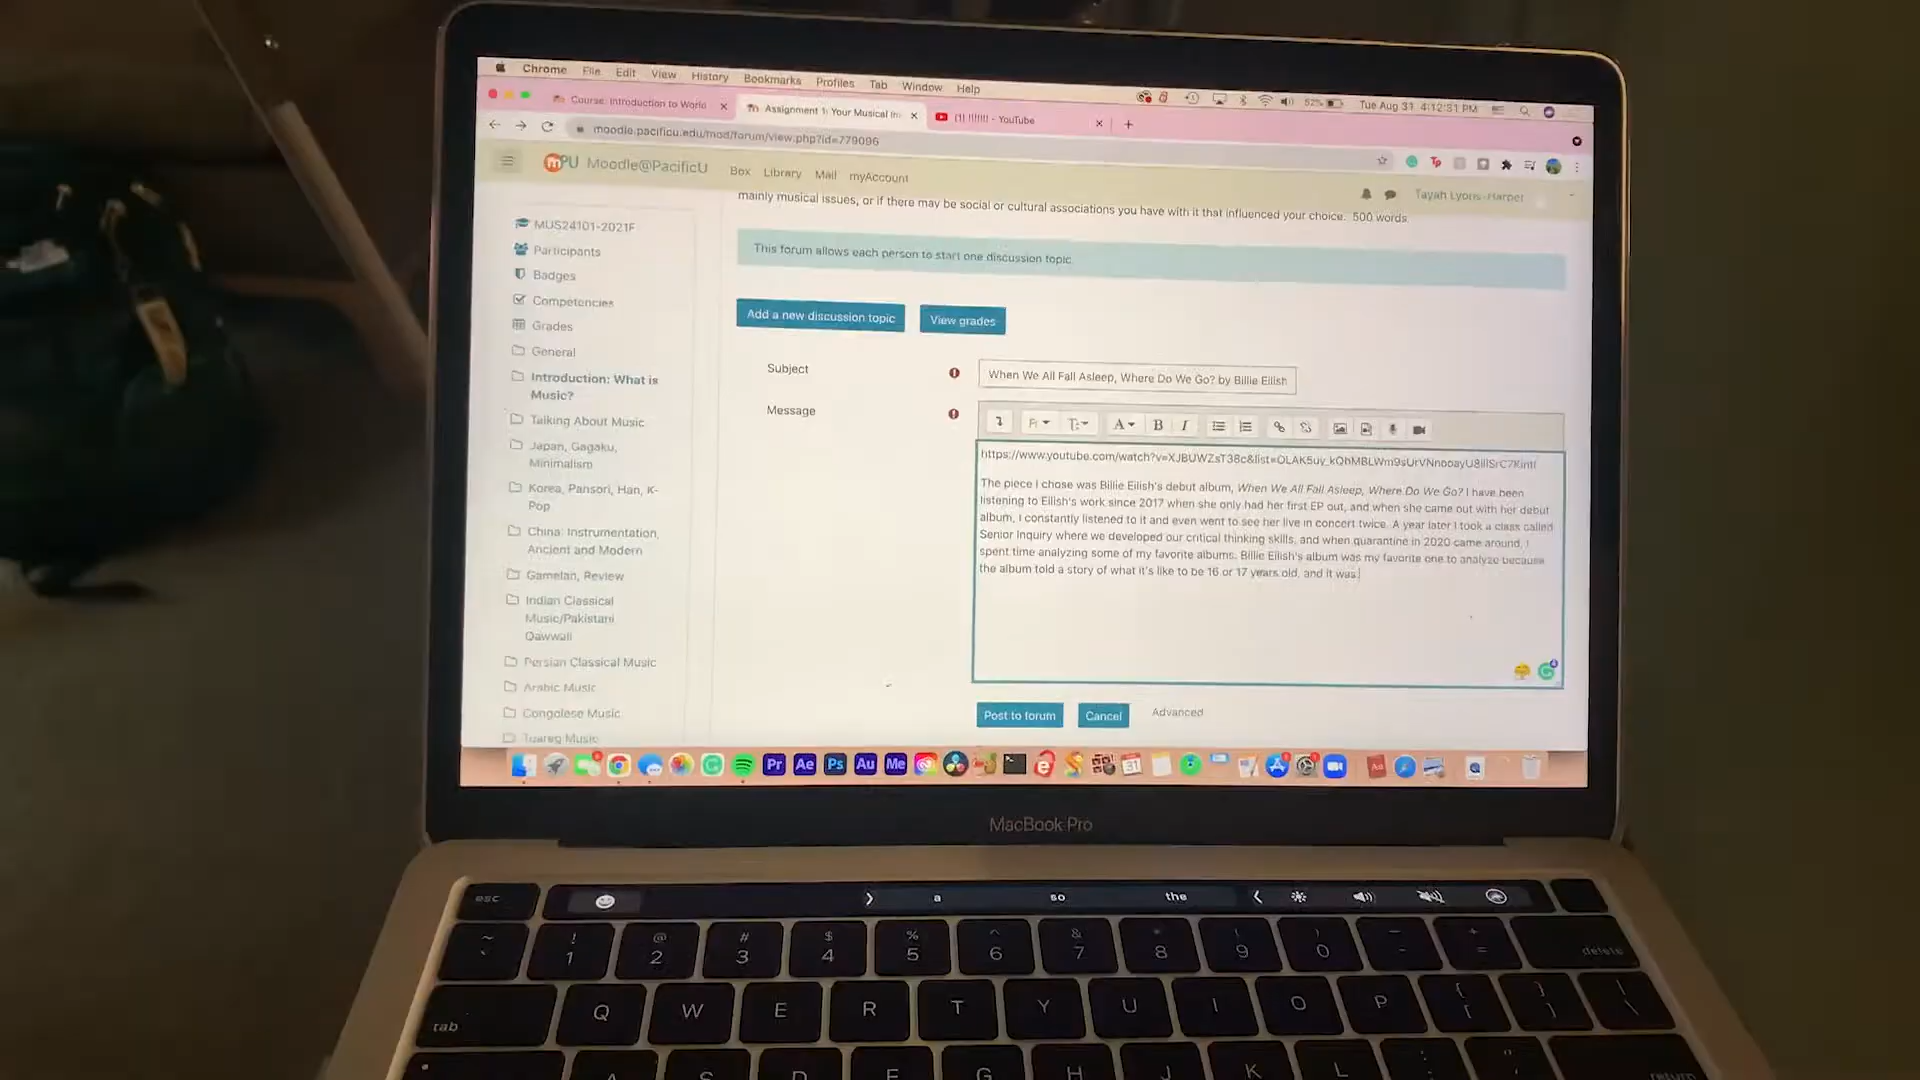 Chrome File Edit View History Bookmarks Profiles Tab Window Help
52% Tue Aug 31 4:12:31 PM
Course: Introduction to World
Assignment 1: Your Musical Im
(1) !!!!!!! - YouTube
moodle.pacificu.edu/mod/forum/view.php?id=779096
mPU Moodle@PacificU Box Library Mail myAccount
Tayah Lyons-Harper
mainly musical issues, or if there may be social or cultural associations you have with it that influenced your choice. 500 words.
MUS24101-2021F
Participants
Badges
Competencies
Grades
General
Introduction: What is
Music?
Talking About Music
Japan, Gagaku,
Minimalism
Korea, Pansori, Han, K-
Pop
China: Instrumentation,
Ancient and Modern
Gamelan, Review
Indian Classical
Music/Pakistani
Qawwali
Persian Classical Music
Arabic Music
Congolese Music
Tuareg Music
This forum allows each person to start one discussion topic.
Add a new discussion topic
View grades
Subject
When We All Fall Asleep, Where Do We Go? by Billie Eilish
Message
A B I
The piece I chose was Billie Eilish's debut album, When We All Fall Asleep, Where Do We Go? I have been
listening to Eilish's work since 2017 when she only had her first EP out, and when she came out with her debut
album, I constantly listened to it and even went to see her live in concert twice. A year later I took a class called
Senior Inquiry where we developed our critical thinking skills, and when quarantine in 2020 came around, I
spent time analyzing some of my favorite albums. Billie Eilish's album was my favorite one to analyze because
the album told a story of what it's like to be 16 or 17 years old, and it was
Post to forum
Cancel
Advanced
Pr Ae Ps Au Me 31
MacBook Pro
esc a so the
~ ! @ # $ % ^ & * ( ) _ +
` 1 2 3 4 5 6 7 8 9 0 - = delete
tab Q W E R T Y U I O P { [ } ] | \
A S D F G H J K L : ; " return